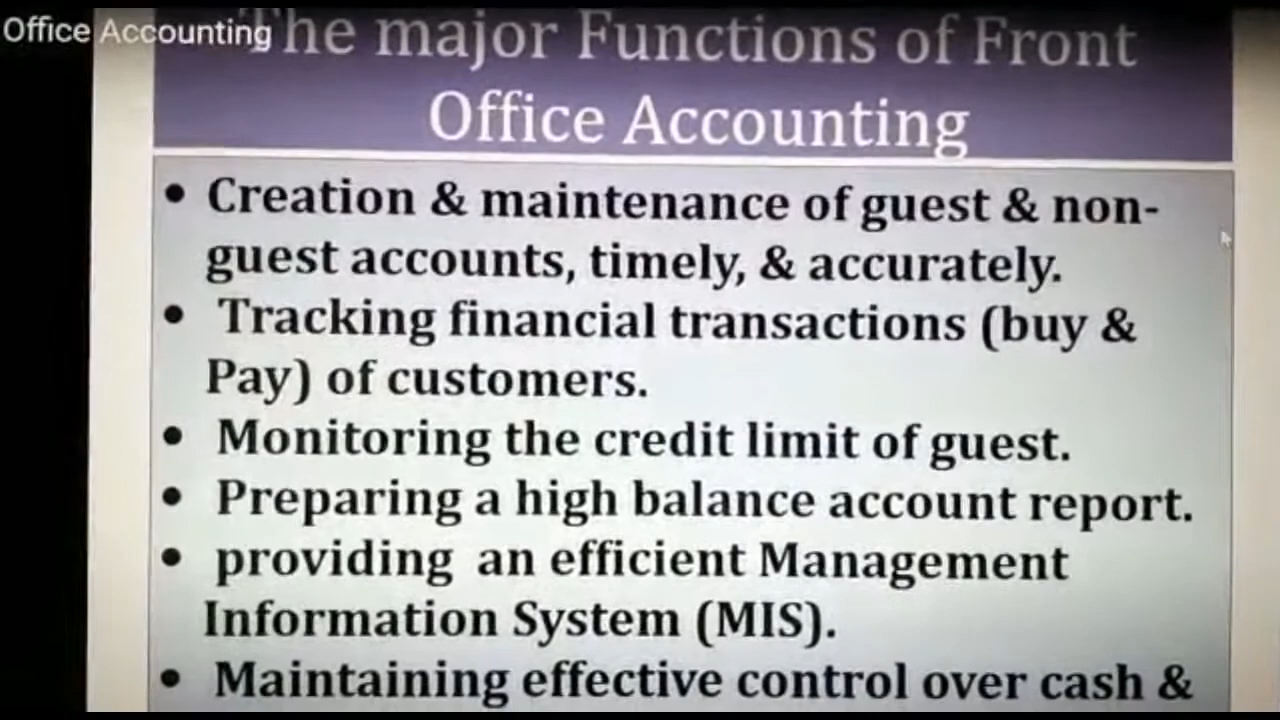 Office Accounting
The major Functions of Front
Office Accounting
• Creation & maintenance of guest & non-
guest accounts, timely, & accurately.
• Tracking financial transactions (buy &
Pay) of customers.
• Monitoring the credit limit of guest.
• Preparing a high balance account report.
• providing an efficient Management
Information System (MIS).
• Maintaining effective control over cash &